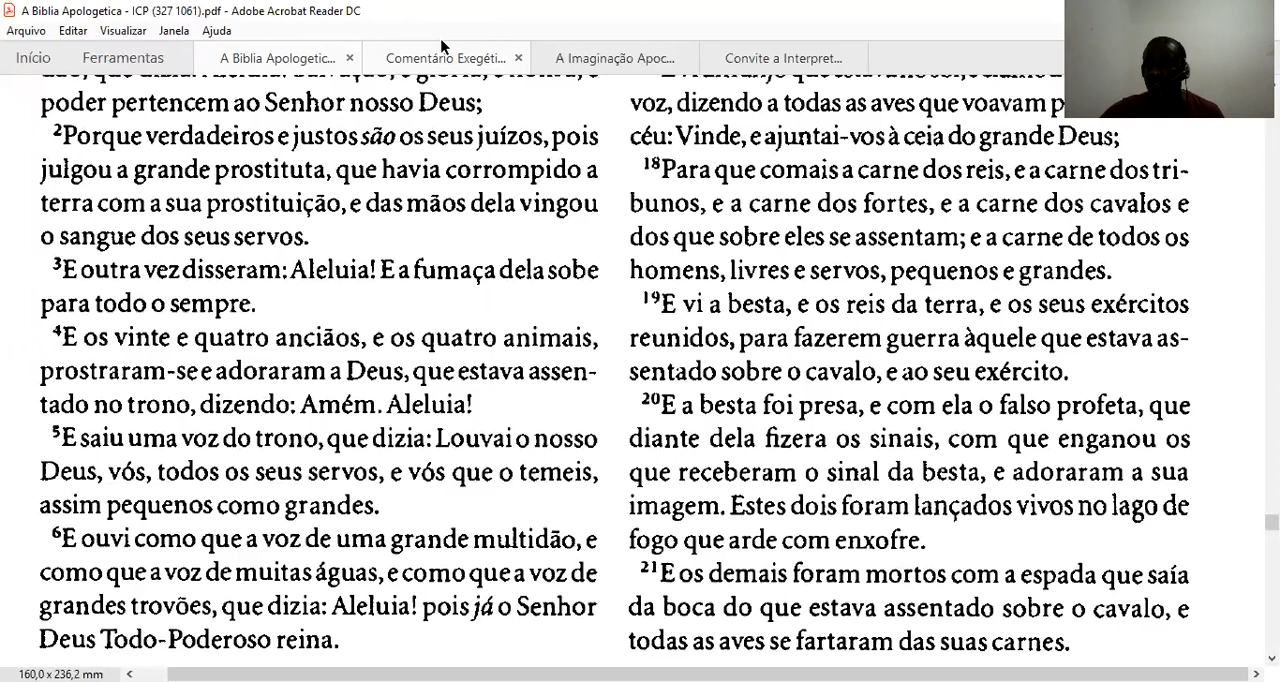 A Biblia Apologetica - ICP (327 1061).pdf - Adobe Acrobat Reader DC
Arquivo Editar Visualizar Janela Ajuda
Início Ferramentas A Biblia Apologetic... × Comentário Exegéti... × A Imaginação Apoc... Convite a Interpret...
poder pertencem ao Senhor nosso Deus;
²Porque verdadeiros e justos são os seus juízos, pois
julgou a grande prostituta, que havia corrompido a
terra com a sua prostituição, e das mãos dela vingou
o sangue dos seus servos.
³E outra vez disseram: Aleluia! E a fumaça dela sobe
para todo o sempre.
⁴E os vinte e quatro anciãos, e os quatro animais,
prostraram-se e adoraram a Deus, que estava assen-
tado no trono, dizendo: Amém. Aleluia!
⁵E saiu uma voz do trono, que dizia: Louvai o nosso
Deus, vós, todos os seus servos, e vós que o temeis,
assim pequenos como grandes.
⁶E ouvi como que a voz de uma grande multidão, e
como que a voz de muitas águas, e como que a voz de
grandes trovões, que dizia: Aleluia! pois já o Senhor
Deus Todo-Poderoso reina.
voz, dizendo a todas as aves que voavam
céu: Vinde, e ajuntai-vos à ceia do grande Deus;
¹⁸Para que comais a carne dos reis, e a carne dos tri-
bunos, e a carne dos fortes, e a carne dos cavalos e
dos que sobre eles se assentam; e a carne de todos os
homens, livres e servos, pequenos e grandes.
¹⁹E vi a besta, e os reis da terra, e os seus exércitos
reunidos, para fazerem guerra àquele que estava as-
sentado sobre o cavalo, e ao seu exército.
²⁰E a besta foi presa, e com ela o falso profeta, que
diante dela fizera os sinais, com que enganou os
que receberam o sinal da besta, e adoraram a sua
imagem. Estes dois foram lançados vivos no lago de
fogo que arde com enxofre.
²¹E os demais foram mortos com a espada que saía
da boca do que estava assentado sobre o cavalo, e
todas as aves se fartaram das suas carnes.
160,0 x 236,2 mm